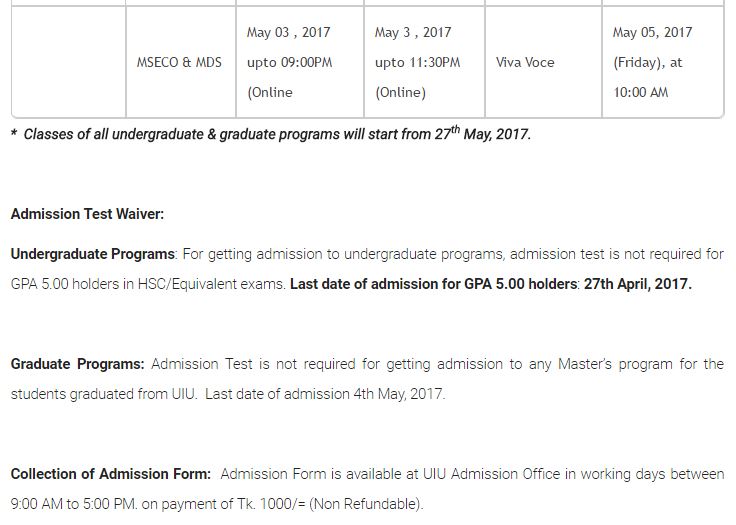 MSECO & MDS
May 03 , 2017
upto 09:00PM
(Online
May 3 , 2017
upto 11:30PM
(Online)
Viva Voce
May 05, 2017
(Friday), at
10:00 AM
* Classes of all undergraduate & graduate programs will start from 27th May, 2017.
Admission Test Waiver:
Undergraduate Programs: For getting admission to undergraduate programs, admission test is not required for
GPA 5.00 holders in HSC/Equivalent exams. Last date of admission for GPA 5.00 holders: 27th April, 2017.
Graduate Programs: Admission Test is not required for getting admission to any Master's program for the
students graduated from UIU. Last date of admission 4th May, 2017.
Collection of Admission Form: Admission Form is available at UIU Admission Office in working days between
9:00 AM to 5:00 PM. on payment of Tk. 1000/= (Non Refundable).